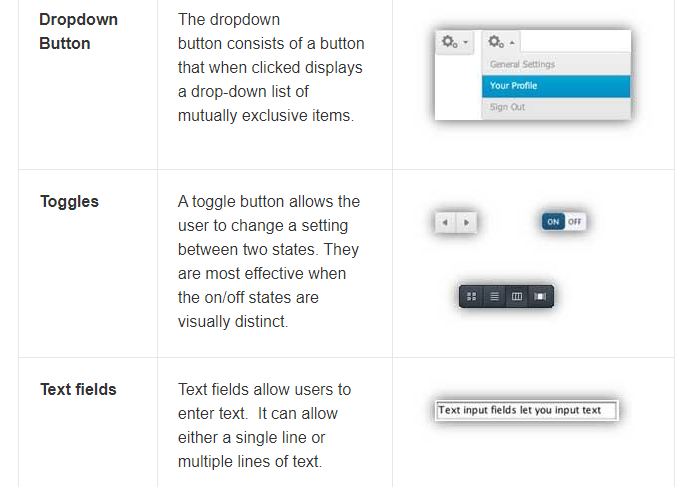 Dropdown
Button
The dropdown
button consists of a button
that when clicked displays
a drop-down list of
mutually exclusive items.
General Settings
Your Profile
Sign Out
Toggles
A toggle button allows the
user to change a setting
between two states. They
are most effective when
the on/off states are
visually distinct.
ON OFF
Text fields
Text fields allow users to
enter text.  It can allow
either a single line or
multiple lines of text.
Text input fields let you input text